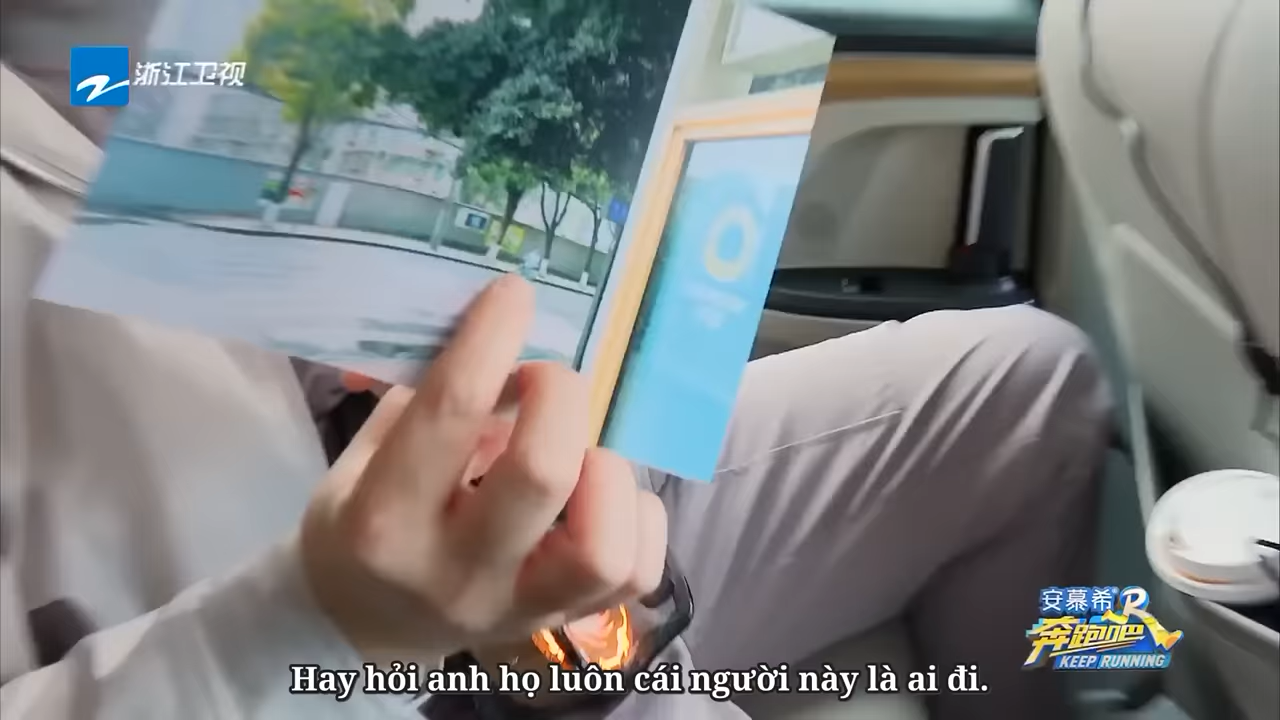 浙江卫视
安慕希
奔跑吧
KEEP RUNNING
Hay hỏi anh họ luôn cái người này là ai đi.